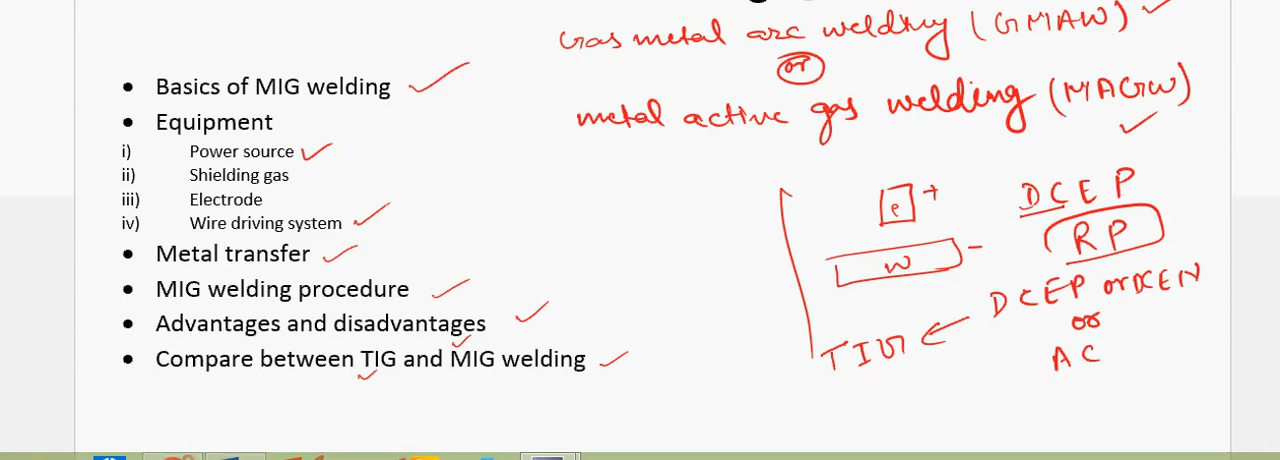 Gas metal arc welding (GMAW)
or
metal active gas welding (MAGW)
• Basics of MIG welding
• Equipment
i) Power source
ii) Shielding gas
iii) Electrode
iv) Wire driving system
• Metal transfer
• MIG welding procedure
• Advantages and disadvantages
• Compare between TIG and MIG welding
e +
W -
DCEP
RP
TIG ← DCEP or DCEN
or
AC